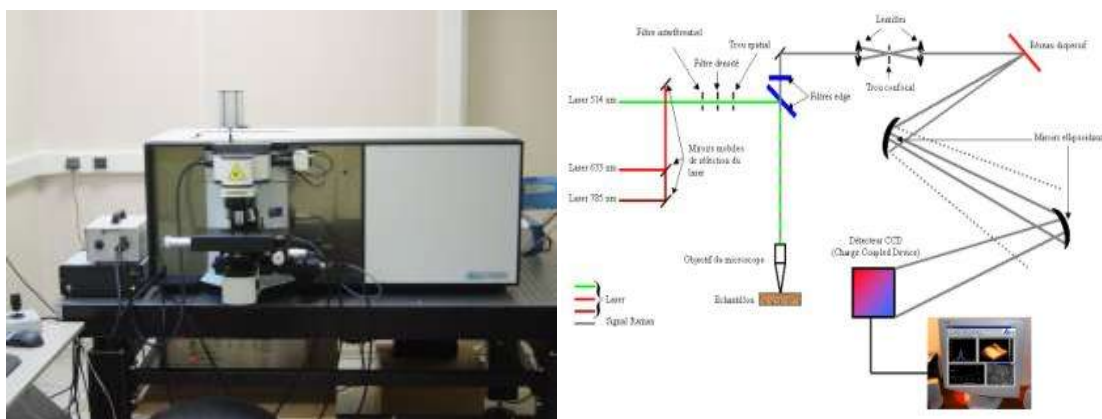 Lentilles
Filtre interférentiel
Trou spatial
Réseau dispersif
Filtre densité
Trou confocal
Filtres edge
Laser 514 nm
Miroirs ellipsoïdaux
Miroirs mobiles
de sélection du
laser
Laser 633 nm
Laser 785 nm
Détecteur CCD
(Charge Coupled Device)
Objectif du microscope
Echantillon
Laser
Signal Raman